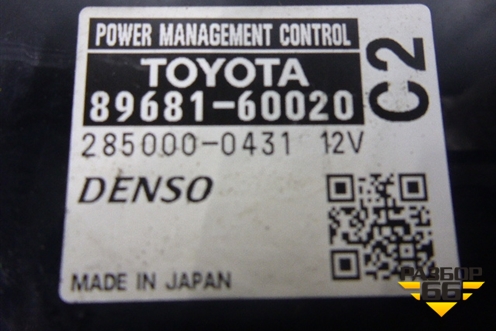 POWER MANAGEMENT CONTROL
TOYOTA
89681-60020
C2
285000-0431 12V
DENSO
MADE IN JAPAN
РАЗБОР
66